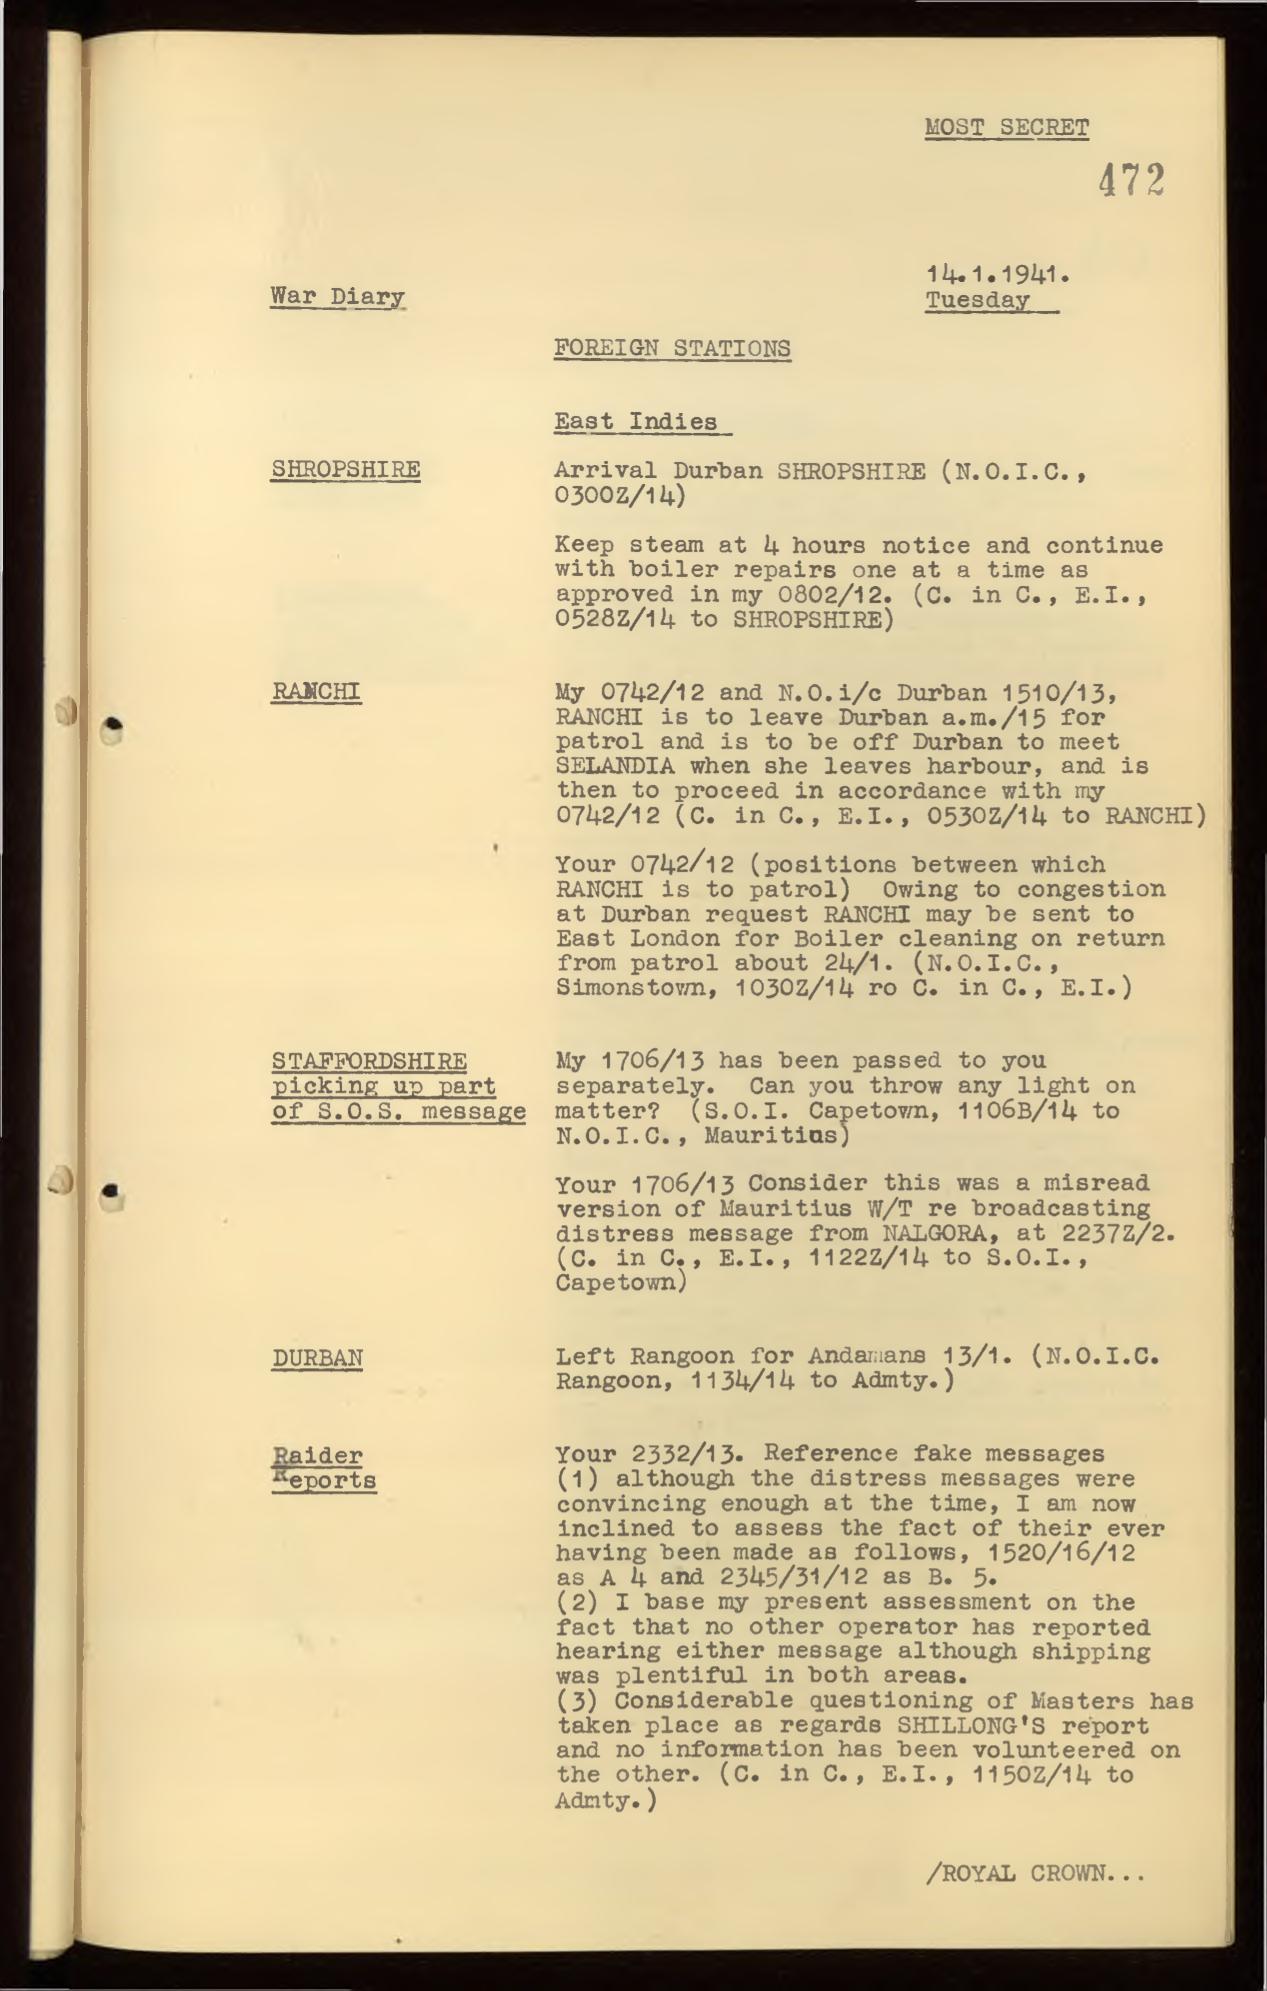 MOST SECRET
472
14.1.1941.
War Diary
Tuesday
FOREIGN STATIONS
East Indies
SHROPSHIRE
Arrival Durban SHROPSHIRE (N.O.I.C.,
0300Z/14)
Keep steam at 4 hours notice and continue
with boiler repairs one at a time as
approved in my 0802/12. (C. in C., E.I.,
0528Z/14 to SHROPSHIRE)
RANCHI
My 0742/12 and N.O.i/c Durban 1510/13,
RANCHI is to leave Durban a.m./15 for
patrol and is to be off Durban to meet
SELANDIA when she leaves harbour, and is
then to proceed in accordance with my
0742/12 (C. in C., E.I., 0530Z/14 to RANCHI)
Your 0742/12 (positions between which
RANCHI is to patrol) Owing to congestion
at Durban request RANCHI may be sent to
East London for Boiler cleaning on return
from patrol about 24/1. (N.O.I.C.,
Simonstown, 1030Z/14 ro C. in C., E.I.)
STAFFORDSHIRE
picking up part
of S.O.S. message
My 1706/13 has been passed to you
separately. Can you throw any light on
matter? (S.O.I. Capetown, 1106B/14 to
N.O.I.C., Mauritius)
Your 1706/13 Consider this was a misread
version of Mauritius W/T re broadcasting
distress message from NALGORA, at 2237Z/2.
(C. in C., E.I., 1122Z/14 to S.O.I.,
Capetown)
DURBAN
Left Rangoon for Andamans 13/1. (N.O.I.C.
Rangoon, 1134/14 to Admty.)
Raider
Reports
Your 2332/13. Reference fake messages
(1) although the distress messages were
convincing enough at the time, I am now
inclined to assess the fact of their ever
having been made as follows, 1520/16/12
as A 4 and 2345/31/12 as B. 5.
(2) I base my present assessment on the
fact that no other operator has reported
hearing either message although shipping
was plentiful in both areas.
(3) Considerable questioning of Masters has
taken place as regards SHILLONG'S report
and no information has been volunteered on
the other. (C. in C., E.I., 1150Z/14 to
Admty.)
/ROYAL CROWN...